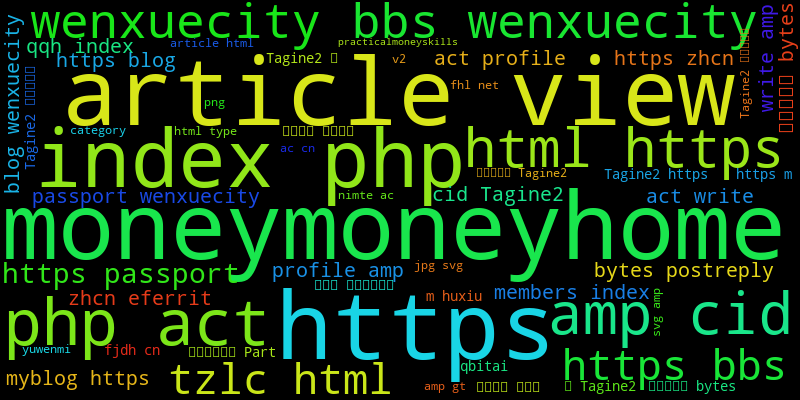 wenxuecity bbs wenxuecity
qqh index
article html
practicalmoneyskills
https blog
Tagine2
v2
act profile
https zhcn
article view
fhl net
png
category
html type
index php
ac cn
html https
Tagine2
Tagine2 https
https m
passport wenxuecity
nimte ac
cid Tagine2
act write
moneymoneyhome
https passport
profile amp
jpg svg
bytes postreply
zhcn eferrit
m huxiu
members index
php act
https
amp cid
yuwenmi
fjdh cn
Part
qbitai
https bbs
myblog https
tzlc html
amp gt
Tagine2
bytes
blog wenxuecity
Tagine2
Tagine2
write amp
bytes
svg amp